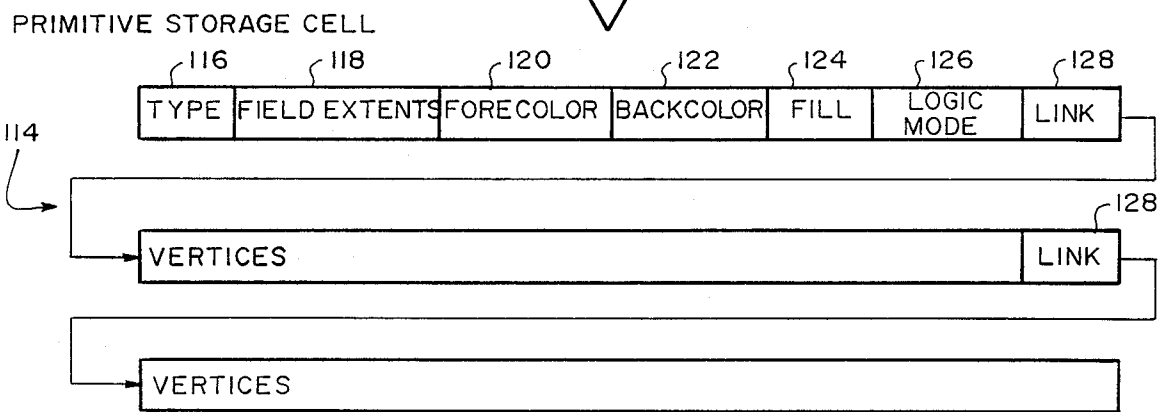 PRIMITIVE STORAGE CELL
116 118 120 122 124 126 128
TYPE FIELD EXTENTS FORECOLOR BACKCOLOR FILL LOGIC MODE LINK
114
128
VERTICES LINK
VERTICES